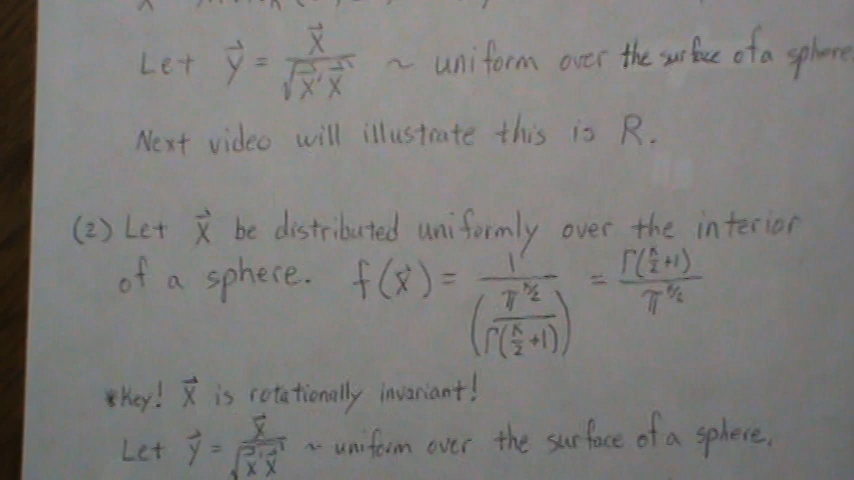 Let y⃗ = x⃗ / √(x⃗'x⃗) ~ uniform over the surface of a sphere
Next video will illustrate this is R.
(2) Let x⃗ be distributed uniformly over the interior
of a sphere. f(x⃗) = 1 / (π^(k/2) / Γ(k/2 +1)) = Γ(k/2 +1) / π^(k/2)
*Key! x⃗ is rotationally invariant!
Let y⃗ = x⃗ / √(x⃗'x⃗) ~ uniform over the surface of a sphere.